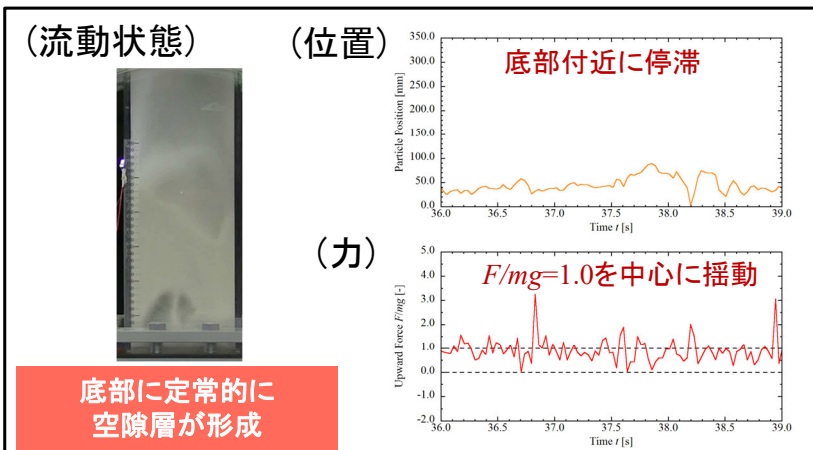 （流動状態）
（位置）
底部付近に停滞
350.0
300.0
250.0
200.0
150.0
100.0
50.0
0.0
Particle Position [mm]
36.0 36.5 37.0 37.5 38.0 38.5 39.0
Time t [s]
（力）
F/mg=1.0を中心に揺動
5.0
4.0
3.0
2.0
1.0
0.0
-1.0
-2.0
Upward Force F/mg [-]
36.0 36.5 37.0 37.5 38.0 38.5 39.0
Time t [s]
底部に定常的に
空隙層が形成